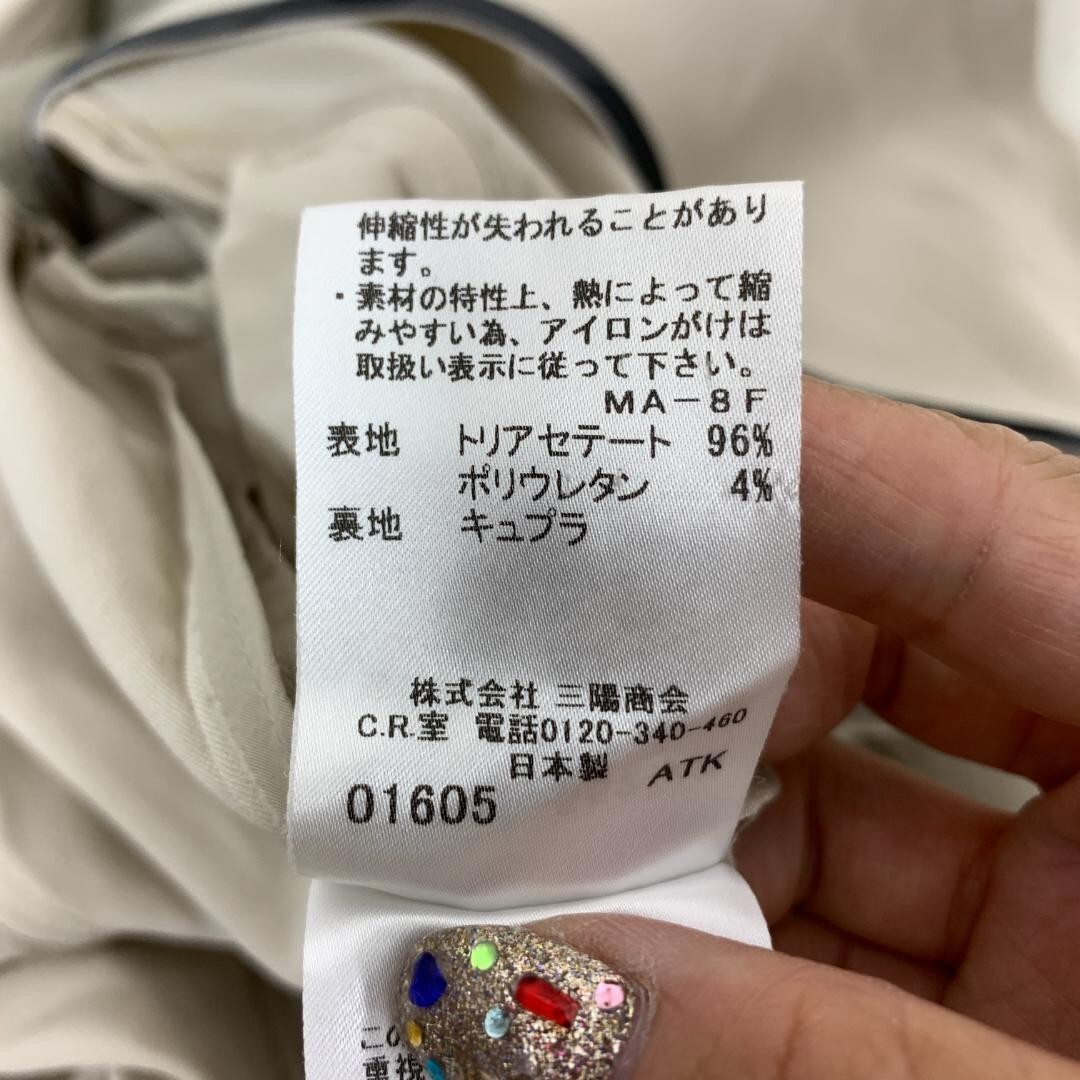 伸縮性が失われることがあり
ます。
・素材の特性上、熱によって縮
みやすい為、アイロンがけは
取扱い表示に従って下さい。
MA-8F
表地 トリアセテート 96%
ポリウレタン 4%
裏地 キュプラ
株式会社 三陽商会
C.R.室 電話0120-340-460
日本製 ATK
01605
この
重視